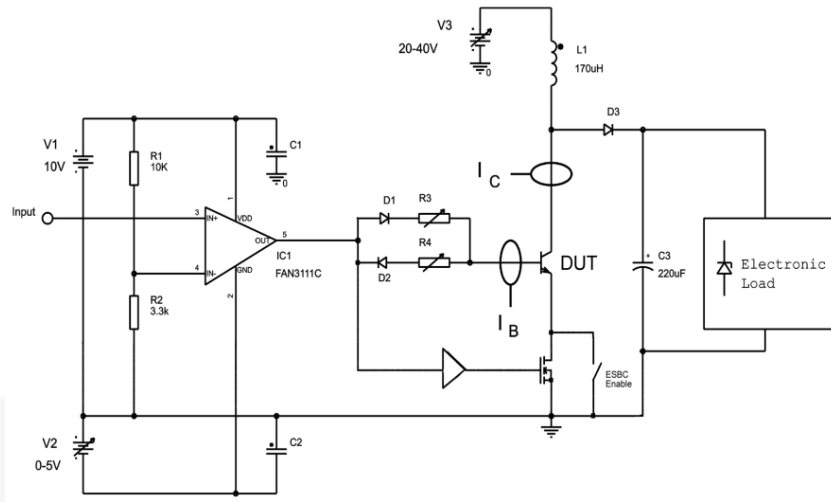 V3
20-40V
0
L1
170uH
V1
10V
R1
10K
C1
0
D3
I C
Input
3
IN+
1
VDD
OUT
5
IC1
FAN3111C
4
IN-
GND
2
D1
R3
R4
D2
I B
DUT
C3
220uF
Electronic
Load
R2
3.3k
ESBC
Enable
V2
0-5V
C2